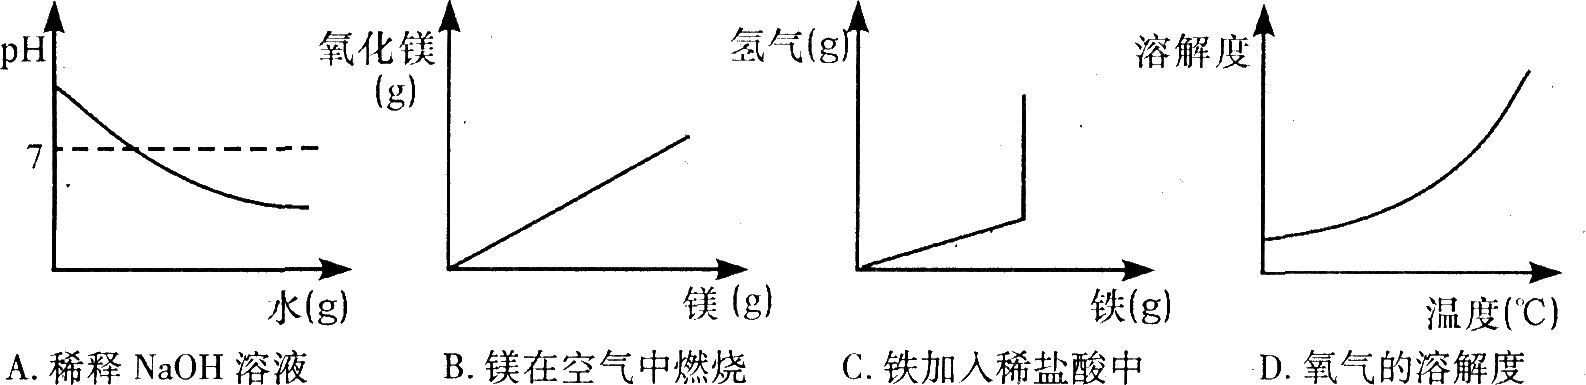 pH
7
水(g)
A. 稀释 NaOH 溶液
氧化镁
(g)
镁 (g)
B. 镁在空气中燃烧
氢气(g)
铁(g)
C. 铁加入稀盐酸中
溶解度
温度(℃)
D. 氧气的溶解度